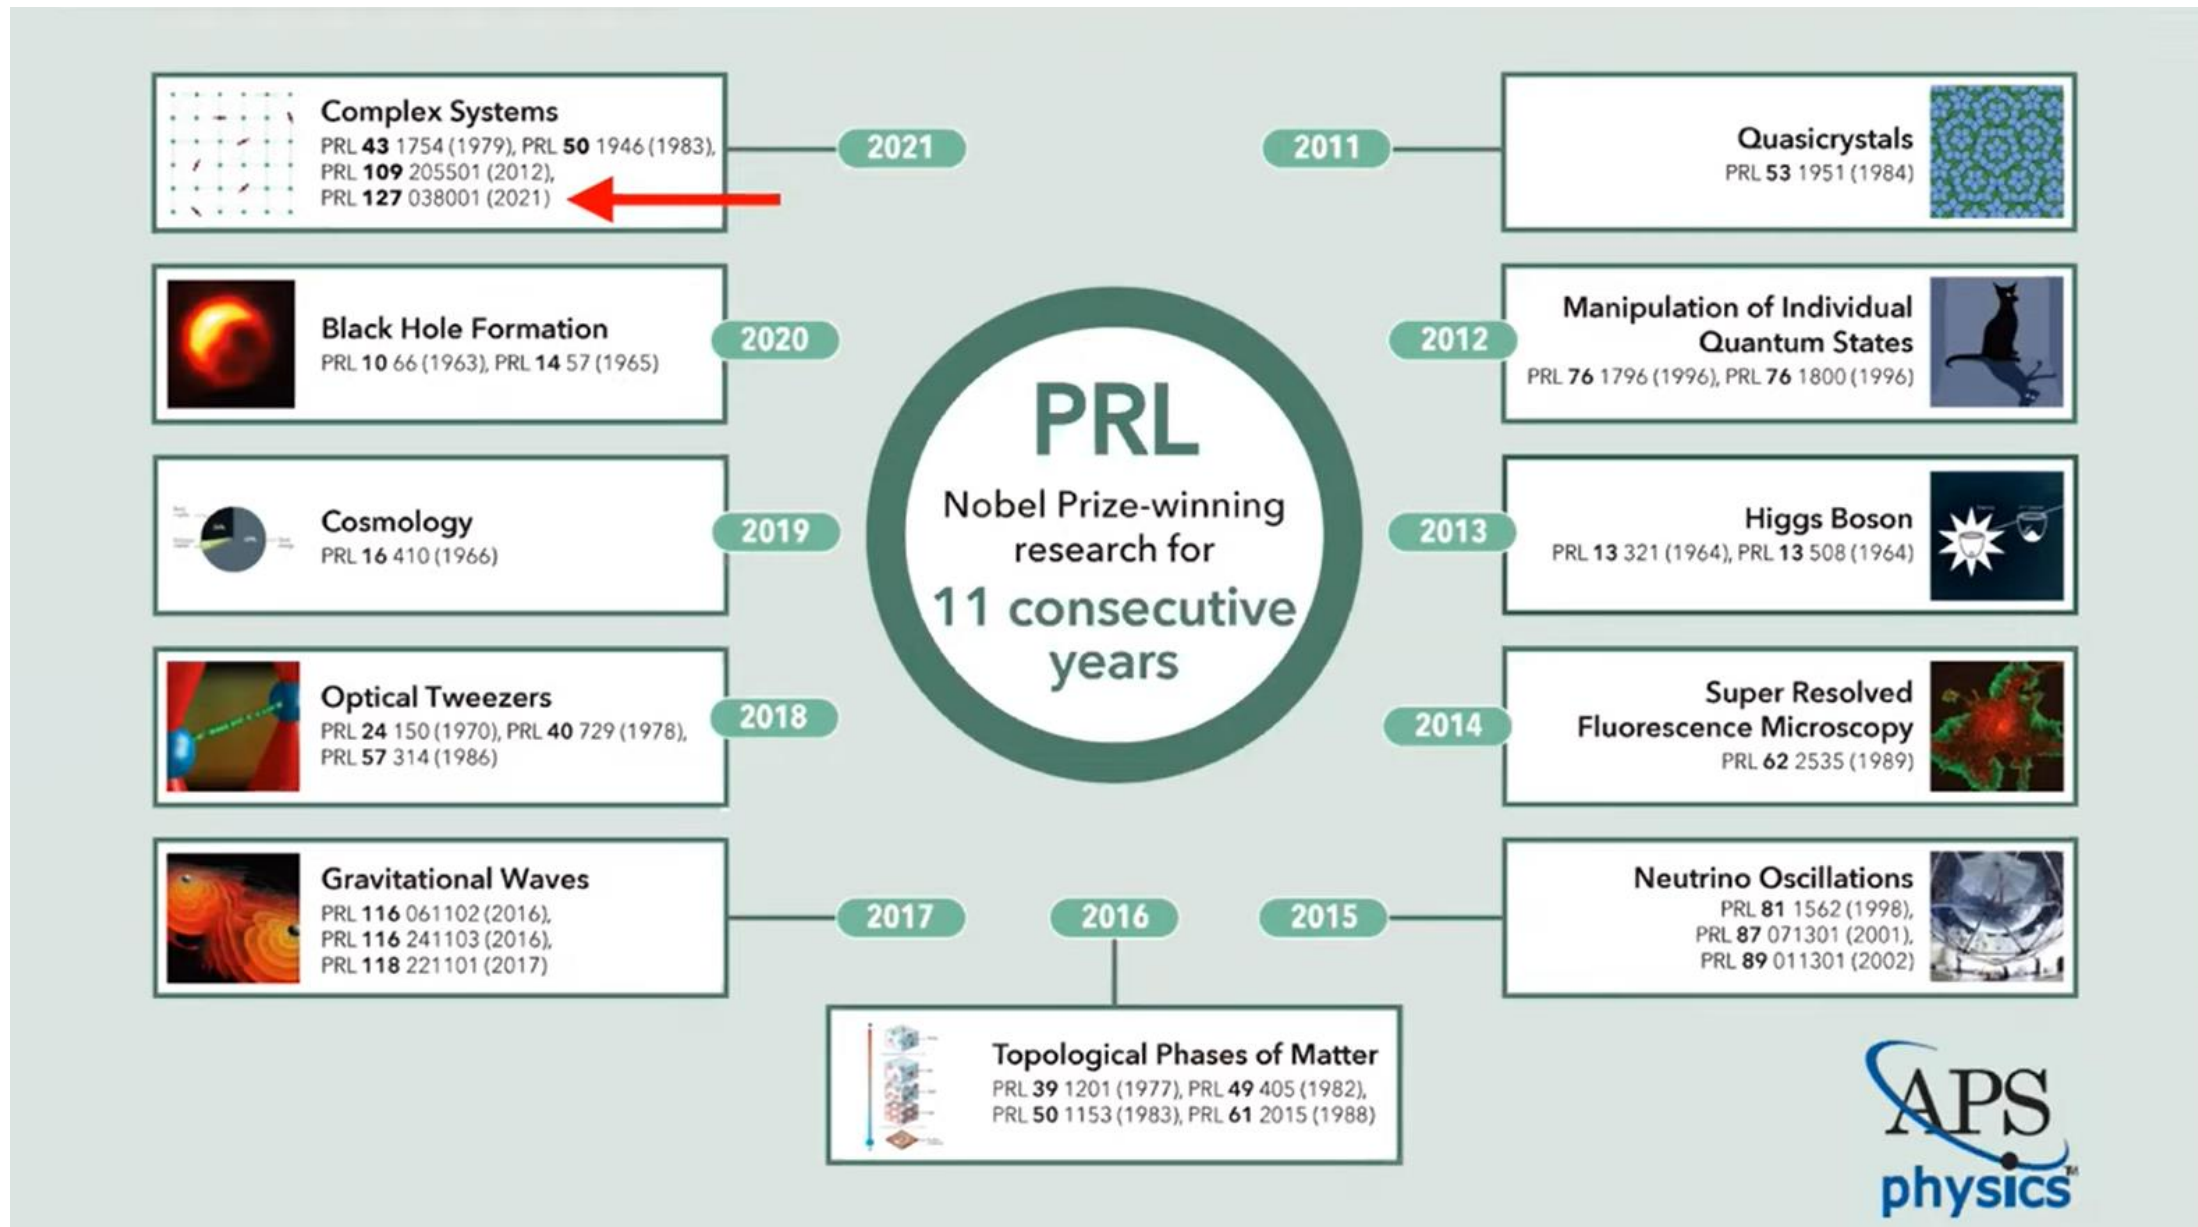 Complex Systems
PRL 43 1754 (1979), PRL 50 1946 (1983),
PRL 109 205501 (2012),
PRL 127 038001 (2021)
2021
Black Hole Formation
PRL 10 66 (1963), PRL 14 57 (1965)
2020
Cosmology
PRL 16 410 (1966)
2019
Optical Tweezers
PRL 24 150 (1970), PRL 40 729 (1978),
PRL 57 314 (1986)
2018
Gravitational Waves
PRL 116 061102 (2016),
PRL 116 241103 (2016),
PRL 118 221101 (2017)
2017
PRL
Nobel Prize-winning
research for
11 consecutive
years
2011
Quasicrystals
PRL 53 1951 (1984)
2012
Manipulation of Individual
Quantum States
PRL 76 1796 (1996), PRL 76 1800 (1996)
2013
Higgs Boson
PRL 13 321 (1964), PRL 13 508 (1964)
2014
Super Resolved
Fluorescence Microscopy
PRL 62 2535 (1989)
2015
Neutrino Oscillations
PRL 81 1562 (1998),
PRL 87 071301 (2001),
PRL 89 011301 (2002)
2016
Topological Phases of Matter
PRL 39 1201 (1977), PRL 49 405 (1982),
PRL 50 1153 (1983), PRL 61 2015 (1988)
APS
physics™